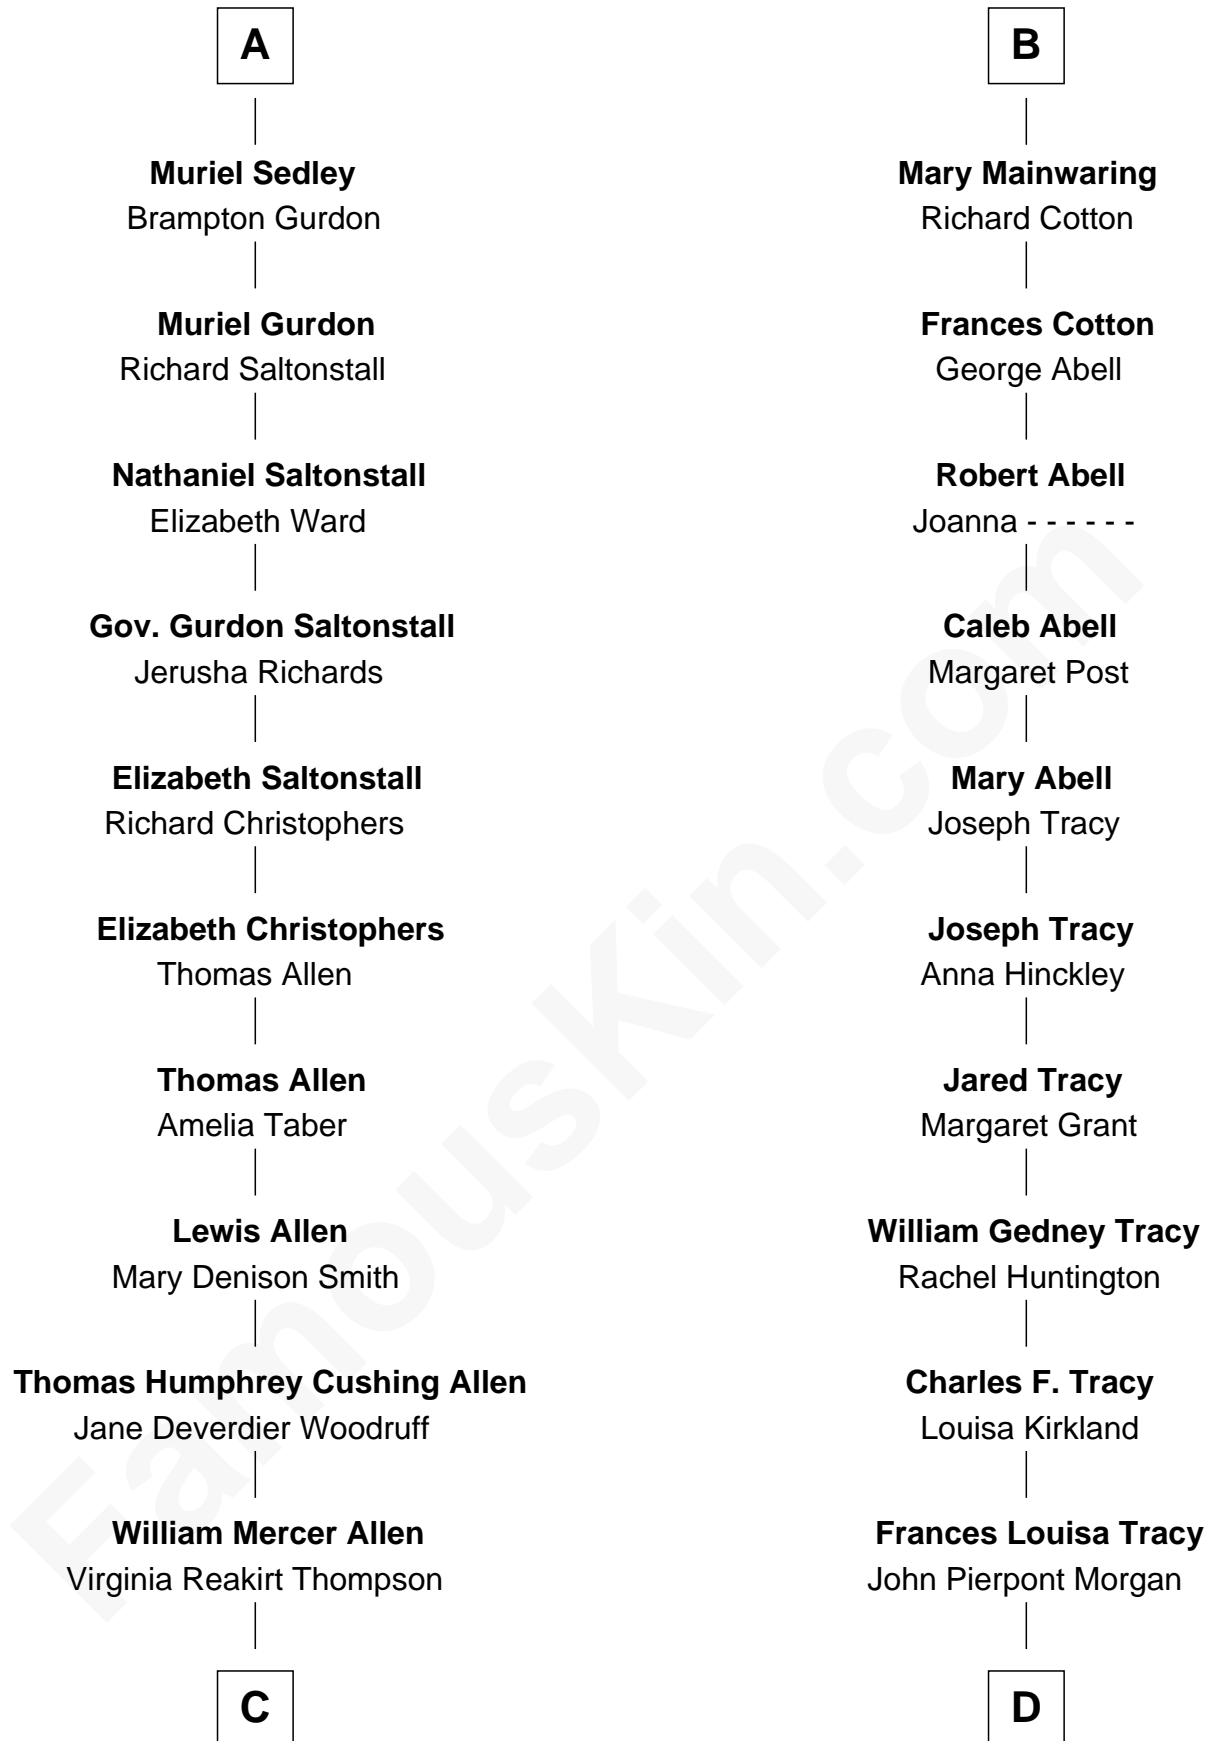 A
Muriel Sedley
Brampton Gurdon
Muriel Gurdon
Richard Saltonstall
Nathaniel Saltonstall
Elizabeth Ward
Gov. Gurdon Saltonstall
Jerusha Richards
Elizabeth Saltonstall
Richard Christophers
Elizabeth Christophers
Thomas Allen
Thomas Allen
Amelia Taber
Lewis Allen
Mary Denison Smith
Thomas Humphrey Cushing Allen
Jane Deverdier Woodruff
William Mercer Allen
Virginia Reakirt Thompson
C
B
Mary Mainwaring
Richard Cotton
Frances Cotton
George Abell
Robert Abell
Joanna - - - - - -
Caleb Abell
Margaret Post
Mary Abell
Joseph Tracy
Joseph Tracy
Anna Hinckley
Jared Tracy
Margaret Grant
William Gedney Tracy
Rachel Huntington
Charles F. Tracy
Louisa Kirkland
Frances Louisa Tracy
John Pierpont Morgan
D
FamousKin.com